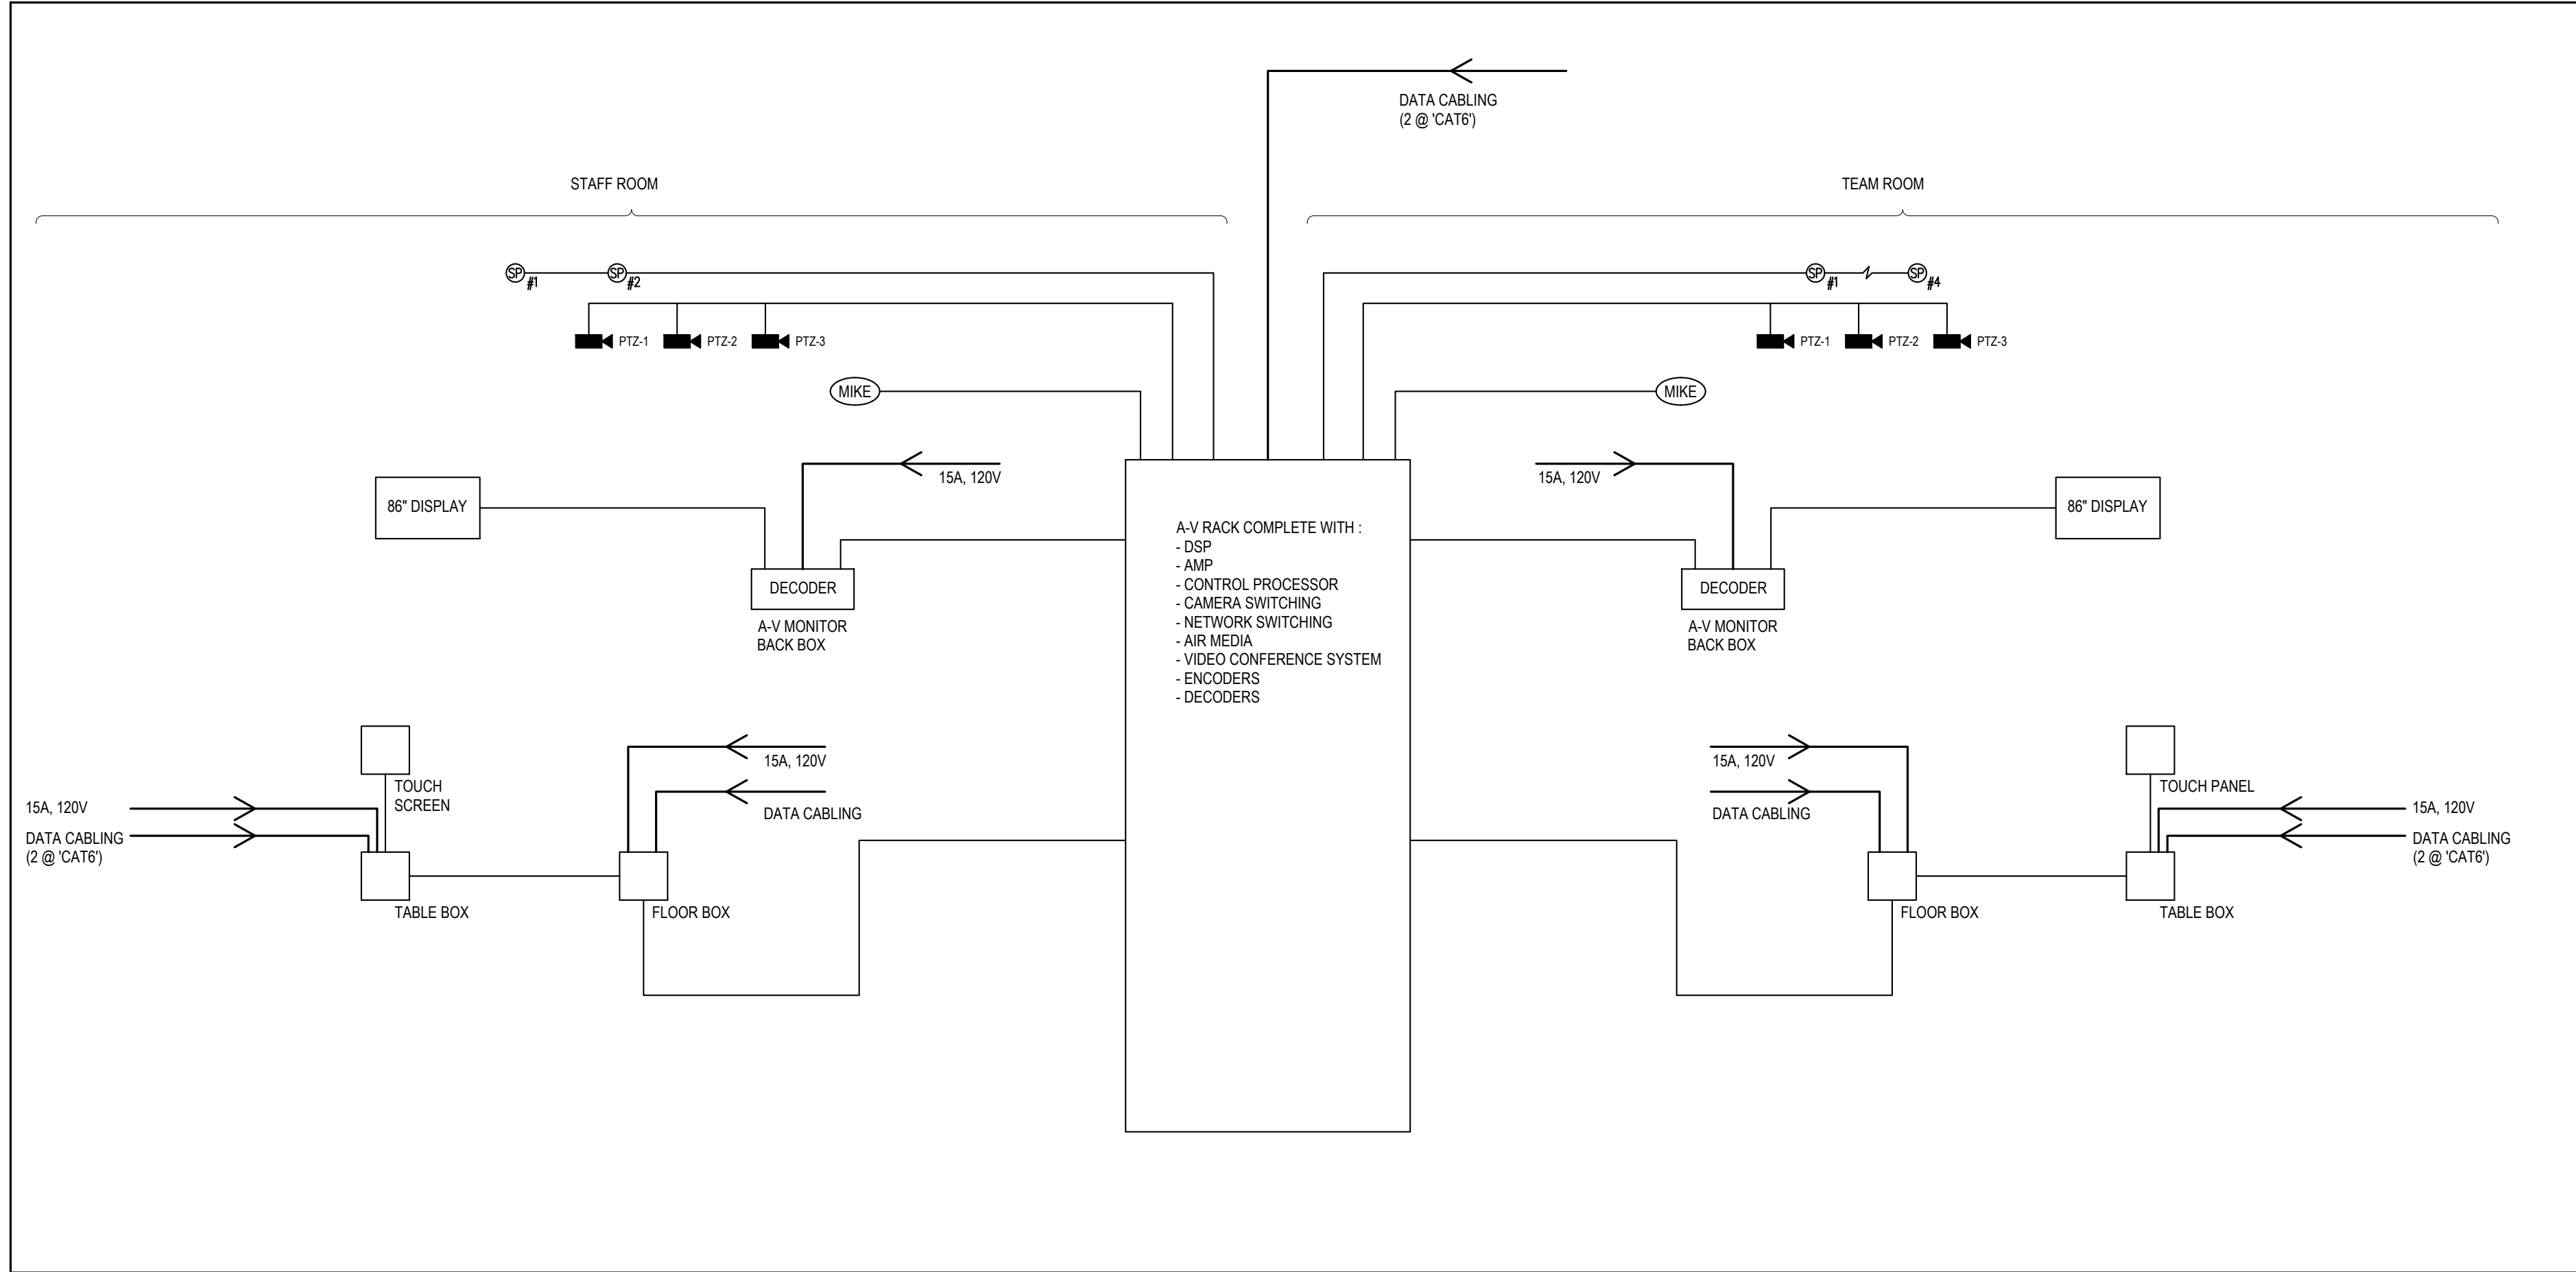 DATA CABLING
(2 @ 'CAT6')
STAFF ROOM
TEAM ROOM
SP
#1
SP
#2
SP
#1
SP
#4
PTZ-1
PTZ-2
PTZ-3
PTZ-1
PTZ-2
PTZ-3
MIKE
MIKE
15A, 120V
15A, 120V
86" DISPLAY
86" DISPLAY
A-V RACK COMPLETE WITH :
- DSP
- AMP
- CONTROL PROCESSOR
- CAMERA SWITCHING
- NETWORK SWITCHING
- AIR MEDIA
- VIDEO CONFERENCE SYSTEM
- ENCODERS
- DECODERS
DECODER
A-V MONITOR
BACK BOX
DECODER
A-V MONITOR
BACK BOX
15A, 120V
DATA CABLING
15A, 120V
DATA CABLING
TOUCH
SCREEN
TOUCH PANEL
15A, 120V
DATA CABLING
(2 @ 'CAT6')
15A, 120V
DATA CABLING
(2 @ 'CAT6')
TABLE BOX
FLOOR BOX
FLOOR BOX
TABLE BOX